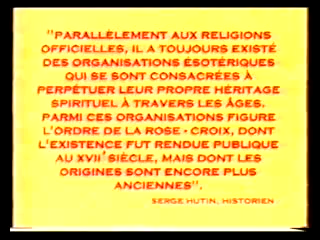 "PARALLÈLEMENT AUX RELIGIONS
OFFICIELLES, IL A TOUJOURS EXISTÉ
DES ORGANISATIONS ÉSOTÉRIQUES
QUI SE SONT CONSACRÉES À
PERPÉTUER LEUR PROPRE HÉRITAGE
SPIRITUEL À TRAVERS LES ÂGES.
PARMI CES ORGANISATIONS FIGURE
L'ORDRE DE LA ROSE-CROIX, DONT
L'EXISTENCE FUT RENDUE PUBLIQUE
AU XVII° SIÈCLE, MAIS DONT LES
ORIGINES SONT ENCORE PLUS
ANCIENNES".
SERGE HUTIN, HISTORIEN